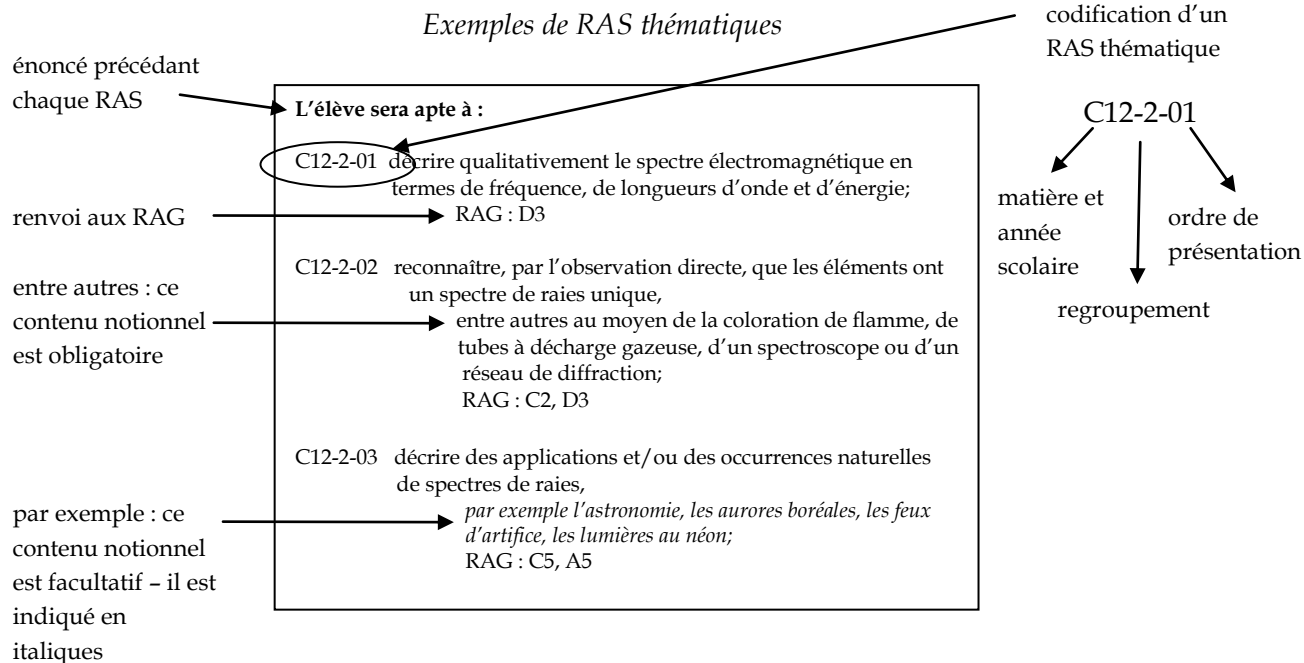 Exemples de RAS thématiques
énoncé précédant
chaque RAS
L'élève sera apte à :
C12-2-01 décrire qualitativement le spectre électromagnétique en
termes de fréquence, de longueurs d'onde et d'énergie;
RAG : D3
renvoi aux RAG
C12-2-02 reconnaître, par l'observation directe, que les éléments ont
un spectre de raies unique,
entre autres au moyen de la coloration de flamme, de
tubes à décharge gazeuse, d'un spectroscope ou d'un
réseau de diffraction;
RAG : C2, D3
entre autres : ce
contenu notionnel
est obligatoire
C12-2-03 décrire des applications et/ou des occurrences naturelles
de spectres de raies,
par exemple l'astronomie, les aurores boréales, les feux
d'artifice, les lumières au néon;
RAG : C5, A5
par exemple : ce
contenu notionnel
est facultatif – il est
indiqué en
italiques
codification d'un
RAS thématique
C12-2-01
matière et
année
scolaire
regroupement
ordre de
présentation